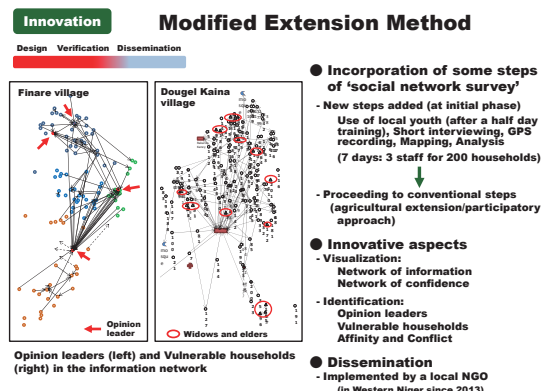 Innovation
Modified Extension Method
Design Verification Dissemination
Finare village
Opinion
leader
Dougel Kaina
village
Widows and elders
Opinion leaders (left) and Vulnerable households
(right) in the information network
● Incorporation of some steps
of ‘social network survey’
- New steps added (at initial phase)
Use of local youth (after a half day
training), Short interviewing, GPS
recording, Mapping, Analysis
(7 days: 3 staff for 200 households)
- Proceeding to conventional steps
(agricultural extension/participatory
approach)
● Innovative aspects
- Visualization:
Network of information
Network of confidence
- Identification:
Opinion leaders
Vulnerable households
Affinity and Conflict
● Dissemination
- Implemented by a local NGO
(in Western Niger since 2013)